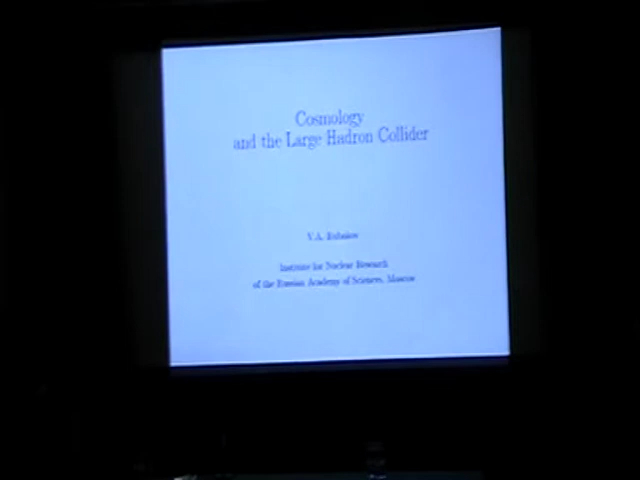 Cosmology
and the Large Hadron Collider
V.A. Rubakov
Institute for Nuclear Research
of the Russian Academy of Sciences, Moscow